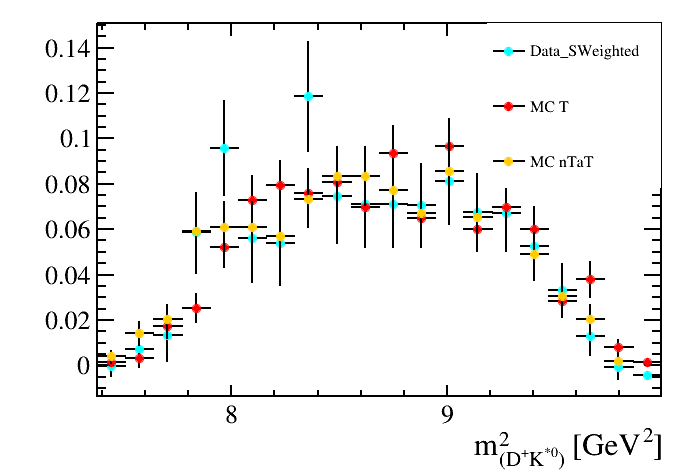 0.14
0.12
0.1
0.08
0.06
0.04
0.02
0
8
9
Data_SWeighted
MC T
MC nTaT
m²(D⁺K*⁰) [GeV²]